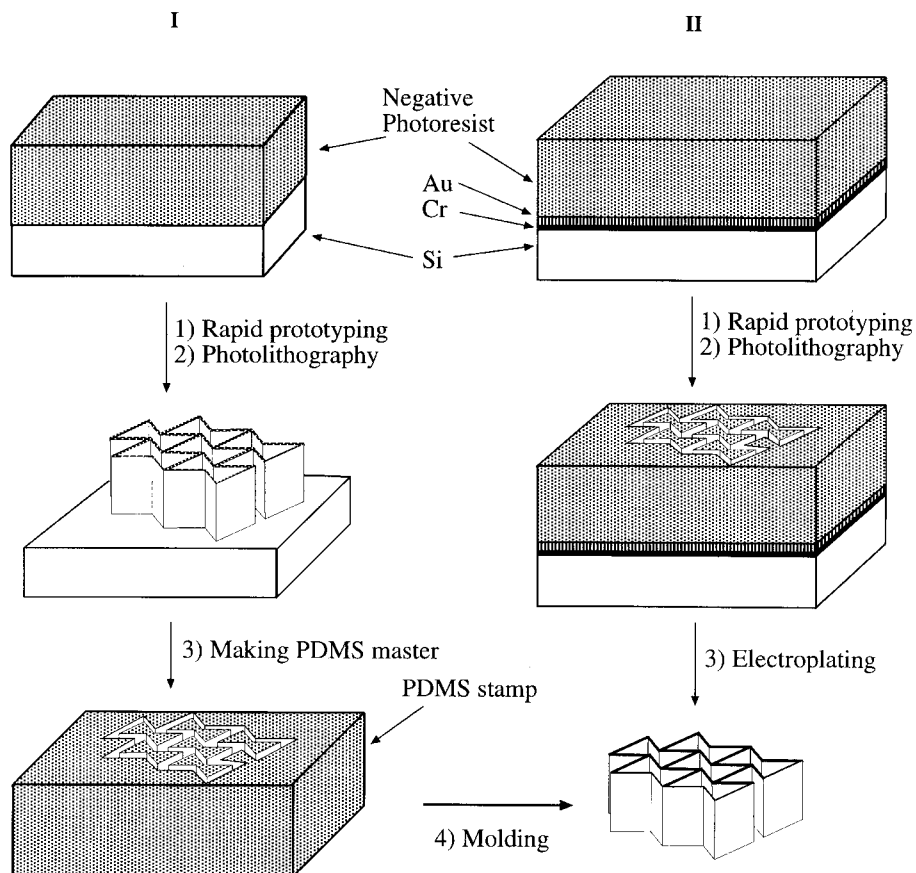 I
II
Negative
Photoresist
Au
Cr
Si
1) Rapid prototyping
2) Photolithography
1) Rapid prototyping
2) Photolithography
3) Making PDMS master
3) Electroplating
PDMS stamp
4) Molding